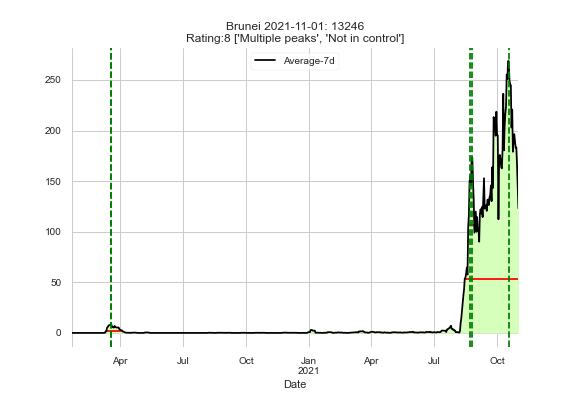 Brunei 2021-11-01: 13246
Rating:8 ['Multiple peaks', 'Not in control']
Average-7d
250
200
150
100
50
0
Apr
Jul
Oct
Jan
2021
Apr
Jul
Oct
Date